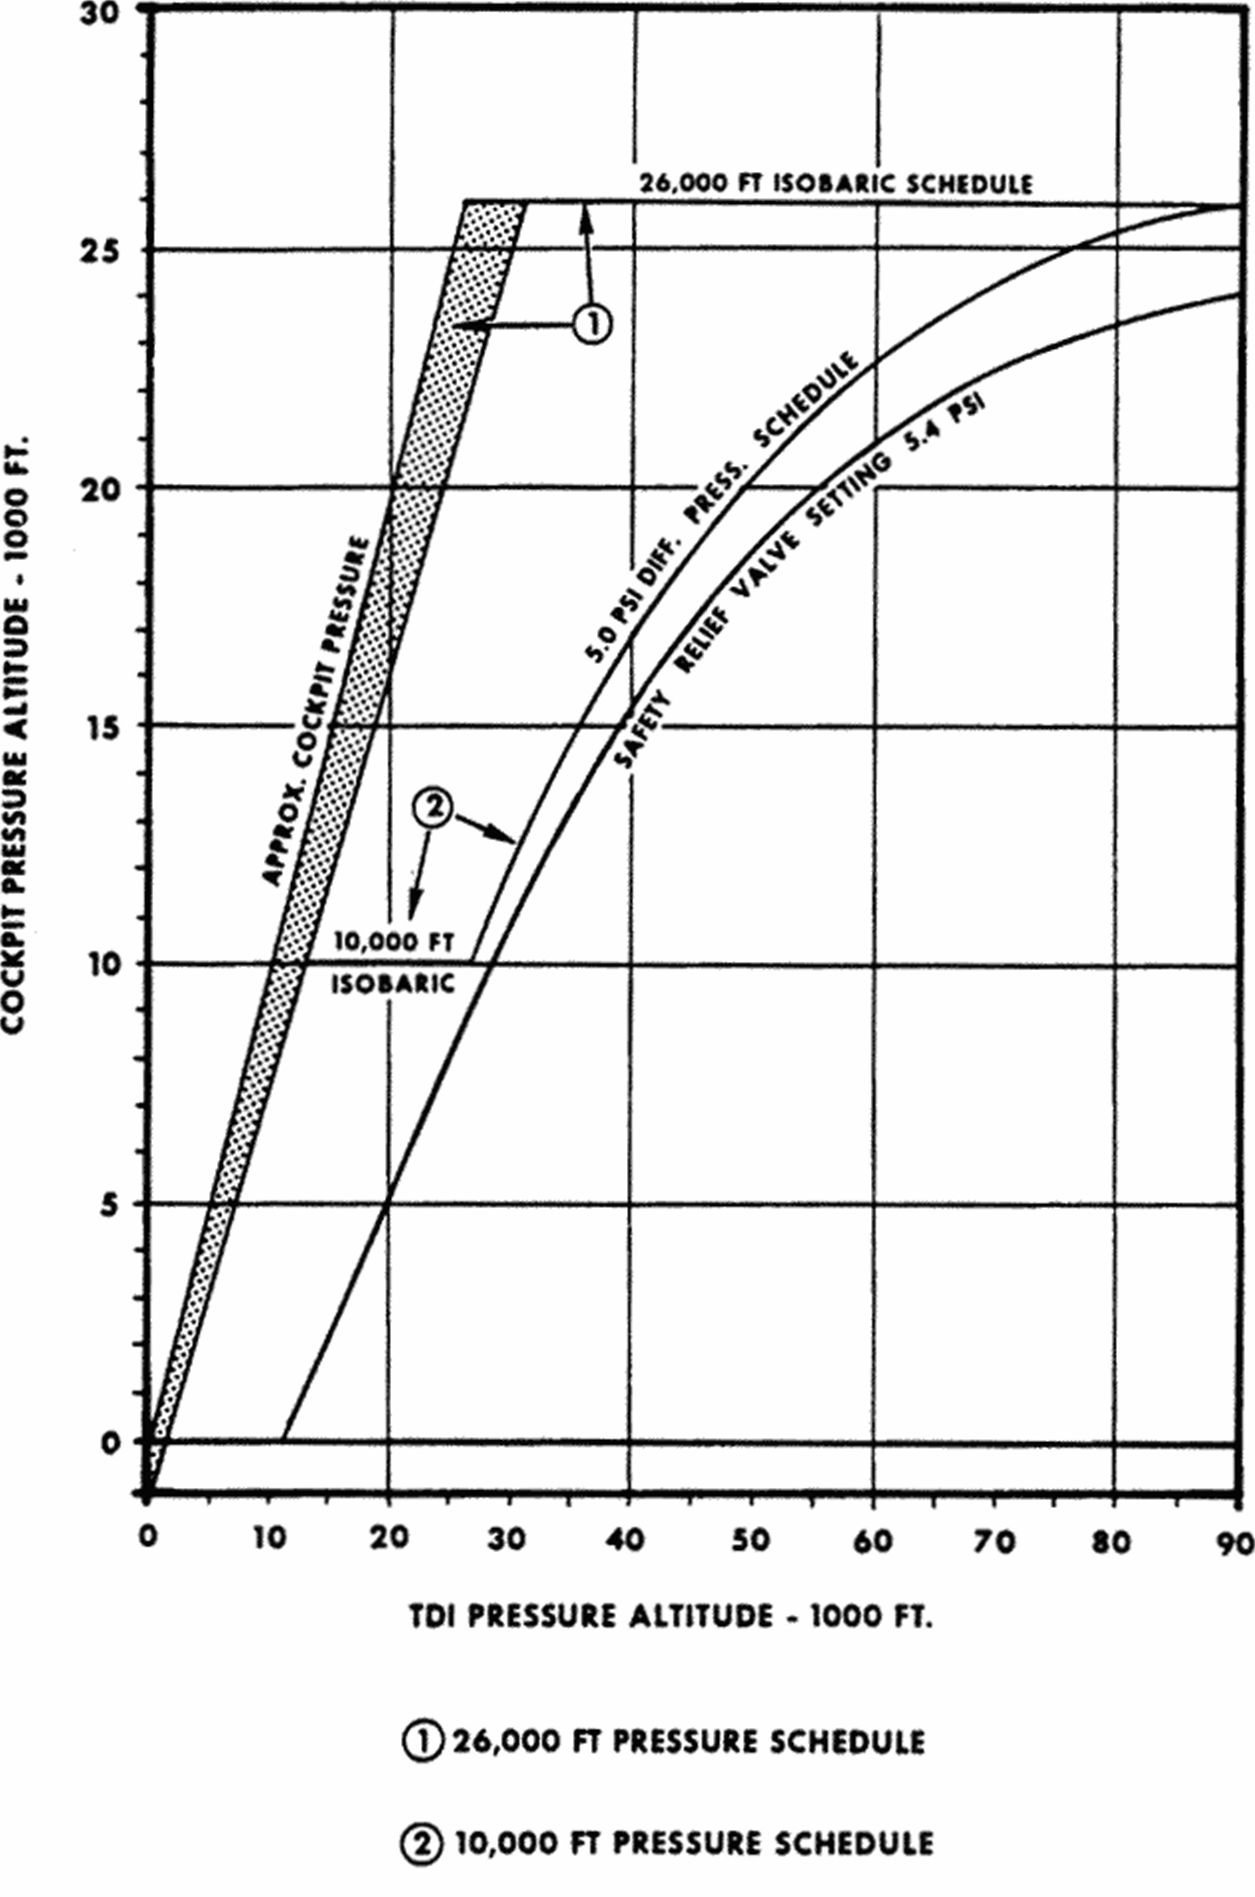 30
26,000 FT ISOBARIC SCHEDULE
25
1
5.0 PSI DIFF. PRESS. SCHEDULE
SAFETY RELIEF VALVE SETTING 5.4 PSI
20
COCKPIT PRESSURE ALTITUDE - 1000 FT.
APPROX. COCKPIT PRESSURE
15
2
10,000 FT
10
ISOBARIC
5
0
0 10 20 30 40 50 60 70 80 90
TDI PRESSURE ALTITUDE - 1000 FT.
1 26,000 FT PRESSURE SCHEDULE
2 10,000 FT PRESSURE SCHEDULE